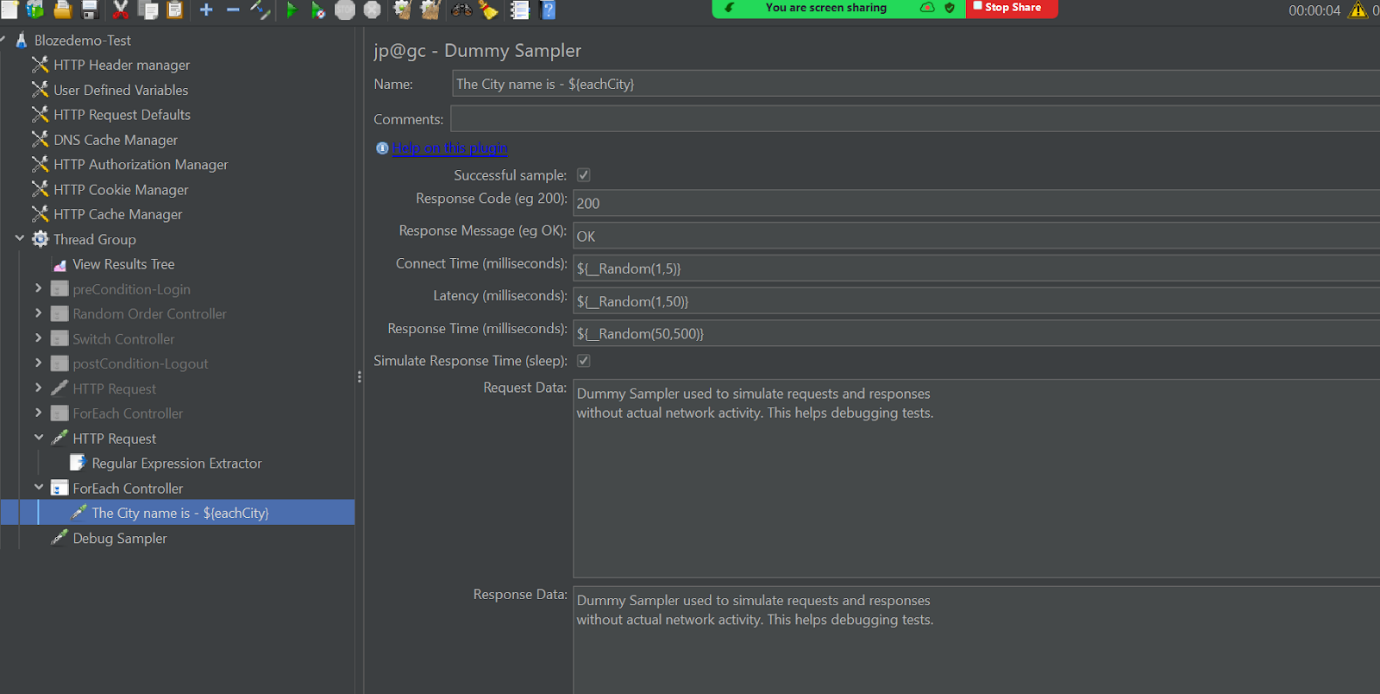 You are screen sharing
Stop Share
00:00:04
0
Blozedemo-Test
HTTP Header manager
User Defined Variables
HTTP Request Defaults
DNS Cache Manager
HTTP Authorization Manager
HTTP Cookie Manager
HTTP Cache Manager
Thread Group
View Results Tree
preCondition-Login
Random Order Controller
Switch Controller
postCondition-Logout
HTTP Request
ForEach Controller
HTTP Request
Regular Expression Extractor
ForEach Controller
The City name is - ${eachCity}
Debug Sampler
jp@gc - Dummy Sampler
Name: The City name is - ${eachCity}
Comments:
Help on this plugin
Successful sample:
Response Code (eg 200): 200
Response Message (eg OK): OK
Connect Time (milliseconds): ${__Random(1,5)}
Latency (milliseconds): ${__Random(1,50)}
Response Time (milliseconds): ${__Random(50,500)}
Simulate Response Time (sleep):
Request Data: Dummy Sampler used to simulate requests and responses
without actual network activity. This helps debugging tests.
Response Data: Dummy Sampler used to simulate requests and responses
without actual network activity. This helps debugging tests.